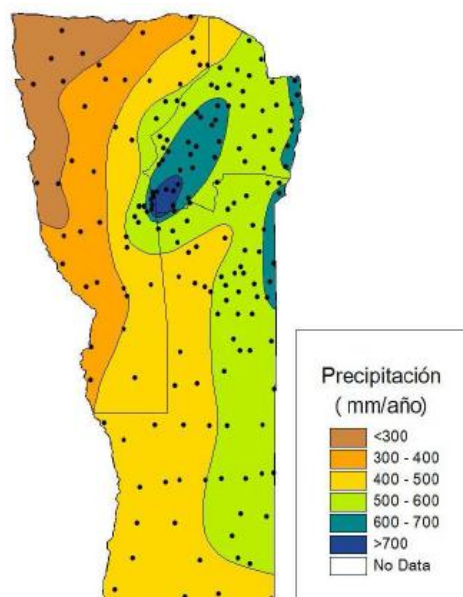 Precipitación
( mm/año)
<300
300 - 400
400 - 500
500 - 600
600 - 700
>700
No Data